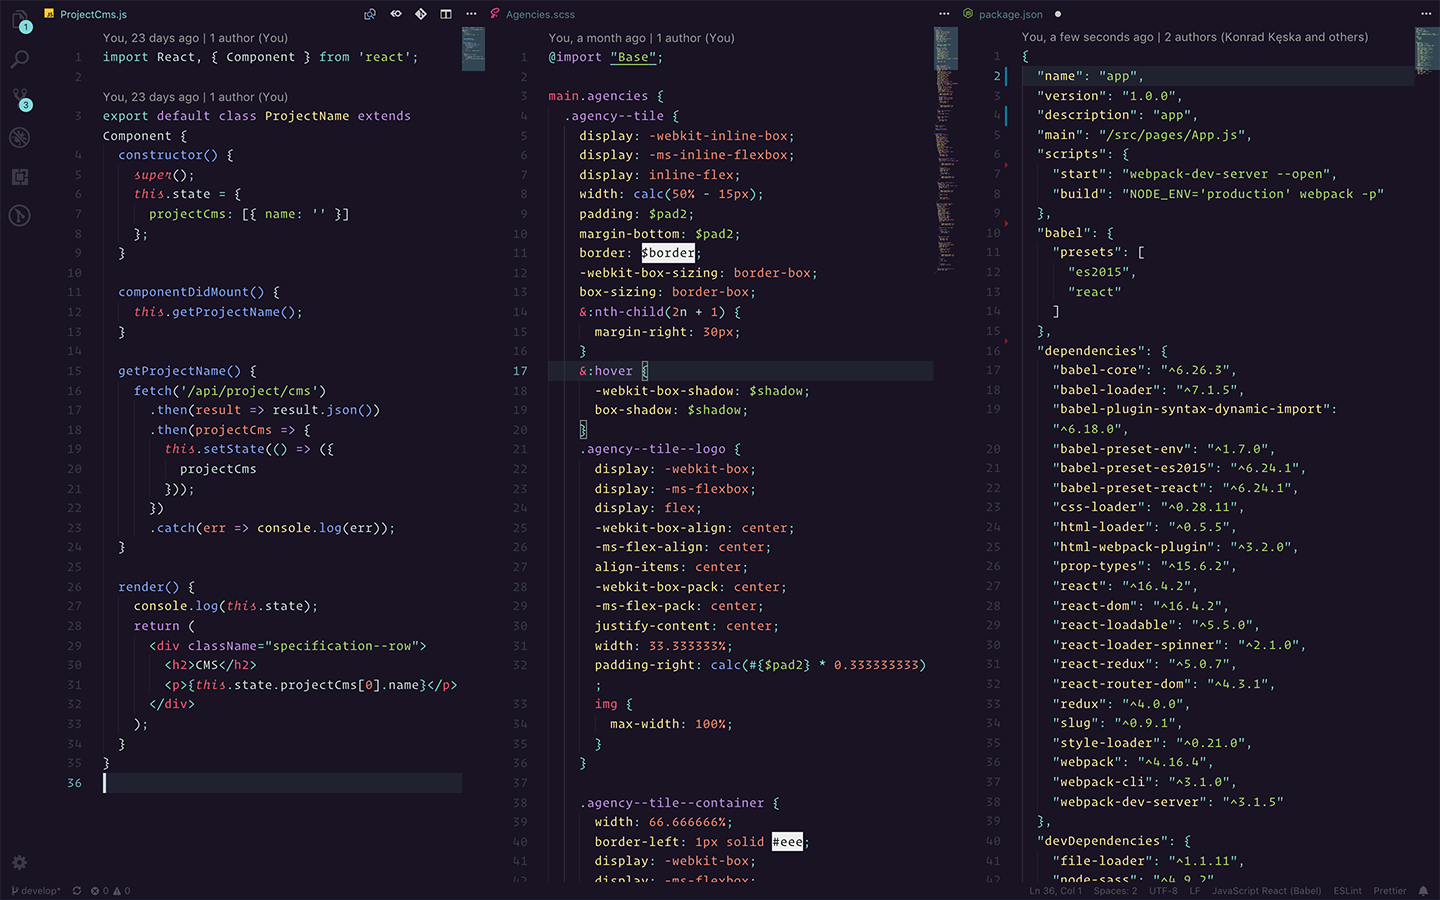 ProjectCms.js
You, 23 days ago | 1 author (You)
1 import React, { Component } from 'react';
2
You, 23 days ago | 1 author (You)
3 export default class ProjectName extends
Component {
4 constructor() {
5 super();
6 this.state = {
7 projectCms: [{ name: '' }]
8 };
9 }
10
11 componentDidMount() {
12 this.getProjectName();
13 }
14
15 getProjectName() {
16 fetch('/api/project/cms')
17 .then(result => result.json())
18 .then(projectCms => {
19 this.setState(() => ({
20 projectCms
21 }));
22 })
23 .catch(err => console.log(err));
24 }
25
26 render() {
27 console.log(this.state);
28 return (
29 <div className="specification--row">
30 <h2>CMS</h2>
31 <p>{this.state.projectCms[0].name}</p>
32 </div>
33 );
34 }
35 }
36
Agencies.scss
You, a month ago | 1 author (You)
1 @import "Base";
2
3 main.agencies {
4 .agency--tile {
5 display: -webkit-inline-box;
6 display: -ms-inline-flexbox;
7 display: inline-flex;
8 width: calc(50% - 15px);
9 padding: $pad2;
10 margin-bottom: $pad2;
11 border: $border;
12 -webkit-box-sizing: border-box;
13 box-sizing: border-box;
14 &:nth-child(2n + 1) {
15 margin-right: 30px;
16 }
17 &:hover {
18 -webkit-box-shadow: $shadow;
19 box-shadow: $shadow;
20 }
21 .agency--tile--logo {
22 display: -webkit-box;
23 display: -ms-flexbox;
24 display: flex;
25 -webkit-box-align: center;
26 -ms-flex-align: center;
27 align-items: center;
28 -webkit-box-pack: center;
29 -ms-flex-pack: center;
30 justify-content: center;
31 width: 33.333333%;
32 padding-right: calc(#{$pad2} * 0.333333333)
;
33 img {
34 max-width: 100%;
35 }
36 }
37
38 .agency--tile--container {
39 width: 66.666666%;
40 border-left: 1px solid #eee;
41 display: -webkit-box;
42 display: -ms-flexbox;
package.json
You, a few seconds ago | 2 authors (Konrad Kęska and others)
1 {
2 "name": "app",
3 "version": "1.0.0",
4 "description": "app",
5 "main": "/src/pages/App.js",
6 "scripts": {
7 "start": "webpack-dev-server --open",
8 "build": "NODE_ENV='production' webpack -p"
9 },
10 "babel": {
11 "presets": [
12 "es2015",
13 "react"
14 ]
15 },
16 "dependencies": {
17 "babel-core": "^6.26.3",
18 "babel-loader": "^7.1.5",
19 "babel-plugin-syntax-dynamic-import":
"^6.18.0",
20 "babel-preset-env": "^1.7.0",
21 "babel-preset-es2015": "^6.24.1",
22 "babel-preset-react": "^6.24.1",
23 "css-loader": "^0.28.11",
24 "html-loader": "^0.5.5",
25 "html-webpack-plugin": "^3.2.0",
26 "prop-types": "^15.6.2",
27 "react": "^16.4.2",
28 "react-dom": "^16.4.2",
29 "react-loadable": "^5.5.0",
30 "react-loader-spinner": "^2.1.0",
31 "react-redux": "^5.0.7",
32 "react-router-dom": "^4.3.1",
33 "redux": "^4.0.0",
34 "slug": "^0.9.1",
35 "style-loader": "^0.21.0",
36 "webpack": "^4.16.4",
37 "webpack-cli": "^3.1.0",
38 "webpack-dev-server": "^3.1.5"
39 },
40 "devDependencies": {
41 "file-loader": "^1.1.11",
42 "node-sass": "^4.9.2",
1
3
develop* 0 0
Ln 36, Col 1 Spaces: 2 UTF-8 LF JavaScript React (Babel) ESLint Prettier